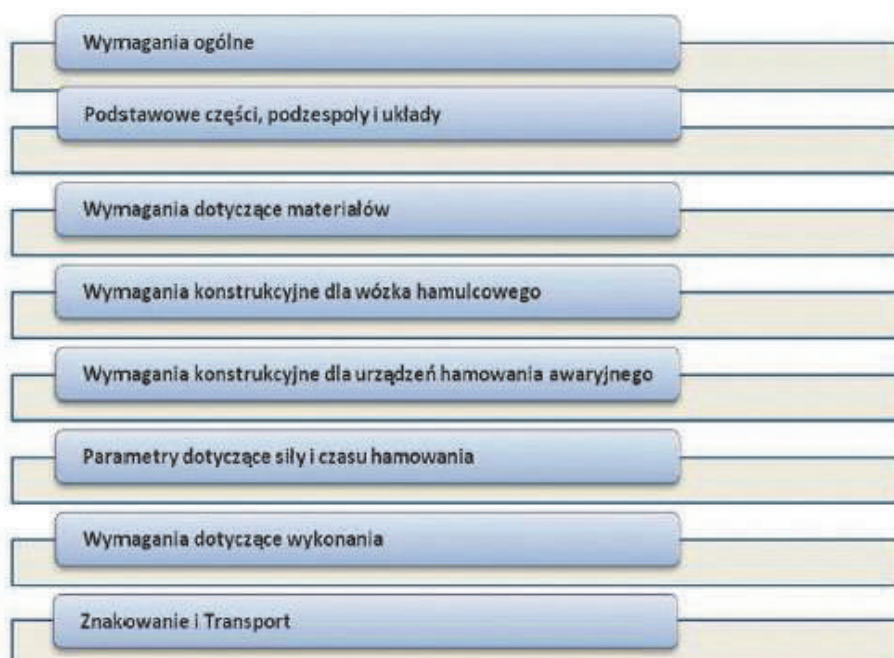 Wymagania ogólne
Podstawowe części, podzespoły i układy
Wymagania dotyczące materiałów
Wymagania konstrukcyjne dla wózka hamulcowego
Wymagania konstrukcyjne dla urządzeń hamowania awaryjnego
Parametry dotyczące siły i czasu hamowania
Wymagania dotyczące wykonania
Znakowanie i Transport